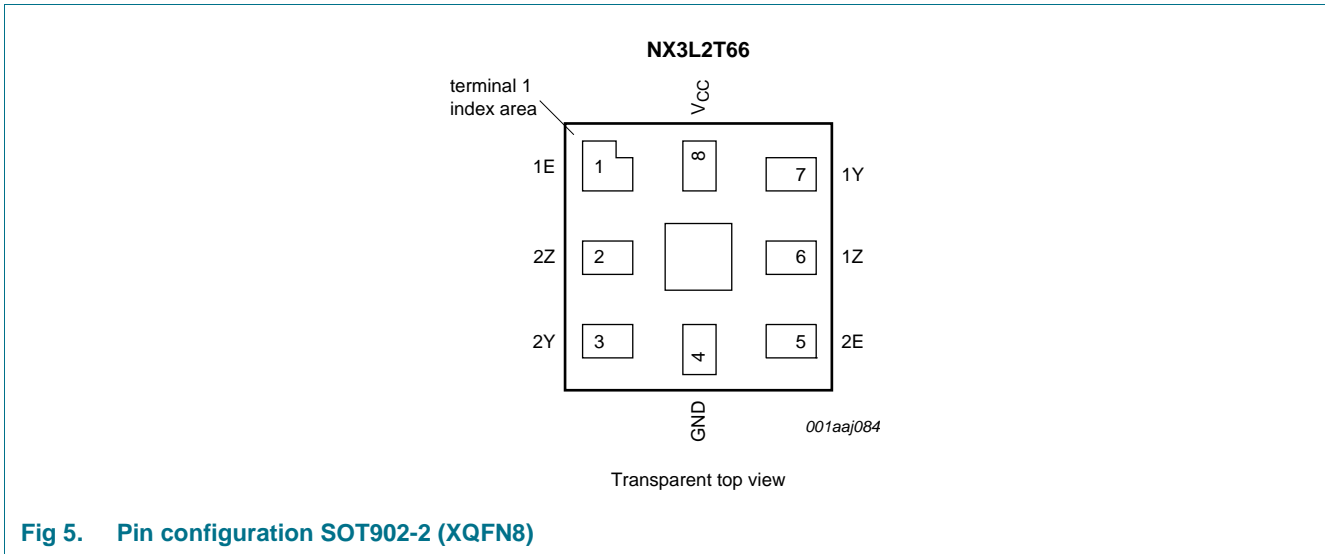 NX3L2T66
terminal 1
index area
VCC
1E 1 8 7 1Y
2Z 2 6 1Z
2Y 3 4 5 2E
GND
001aaj084
Transparent top view
Fig 5. Pin configuration SOT902-2 (XQFN8)